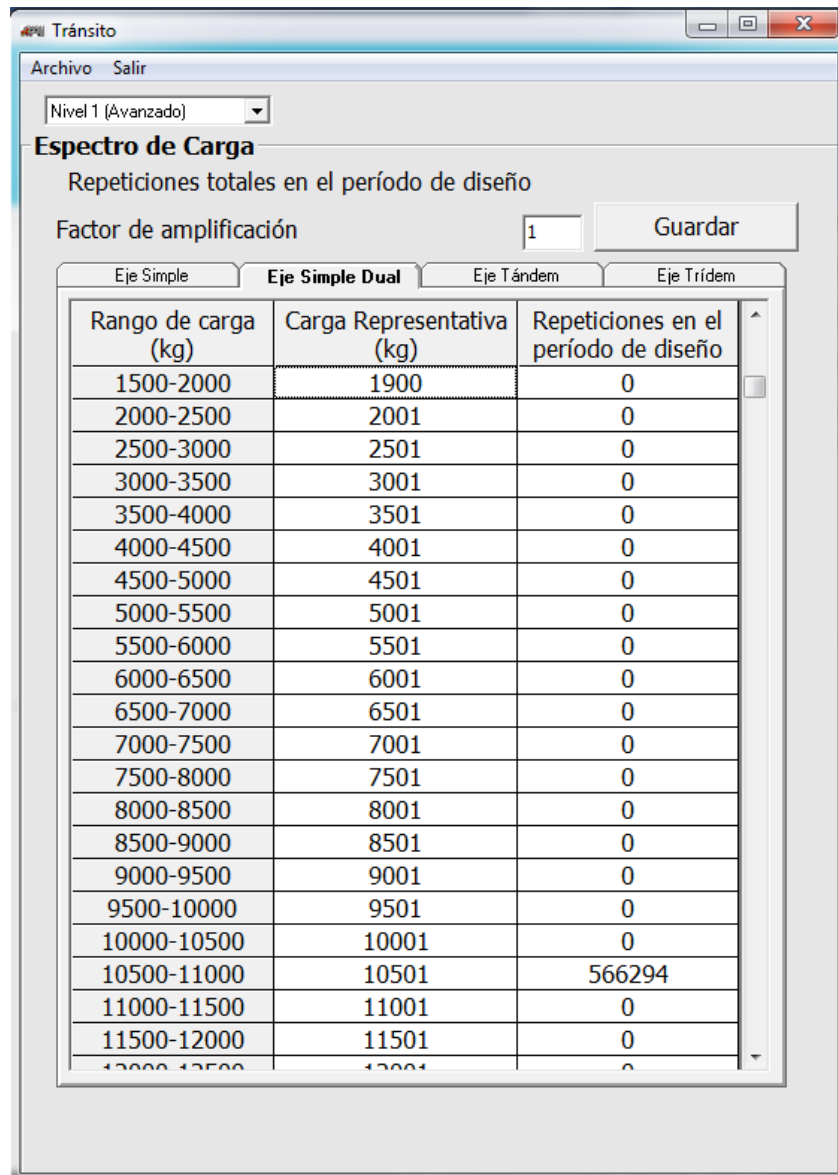 Tránsito
Archivo Salir
Nivel 1 (Avanzado)
Espectro de Carga
Repeticiones totales en el período de diseño
Factor de amplificación 1 Guardar
Eje Simple Eje Simple Dual Eje Tándem Eje Trídem
Rango de carga (kg) Carga Representativa (kg) Repeticiones en el período de diseño
1500-2000 1900 0
2000-2500 2001 0
2500-3000 2501 0
3000-3500 3001 0
3500-4000 3501 0
4000-4500 4001 0
4500-5000 4501 0
5000-5500 5001 0
5500-6000 5501 0
6000-6500 6001 0
6500-7000 6501 0
7000-7500 7001 0
7500-8000 7501 0
8000-8500 8001 0
8500-9000 8501 0
9000-9500 9001 0
9500-10000 9501 0
10000-10500 10001 0
10500-11000 10501 566294
11000-11500 11001 0
11500-12000 11501 0